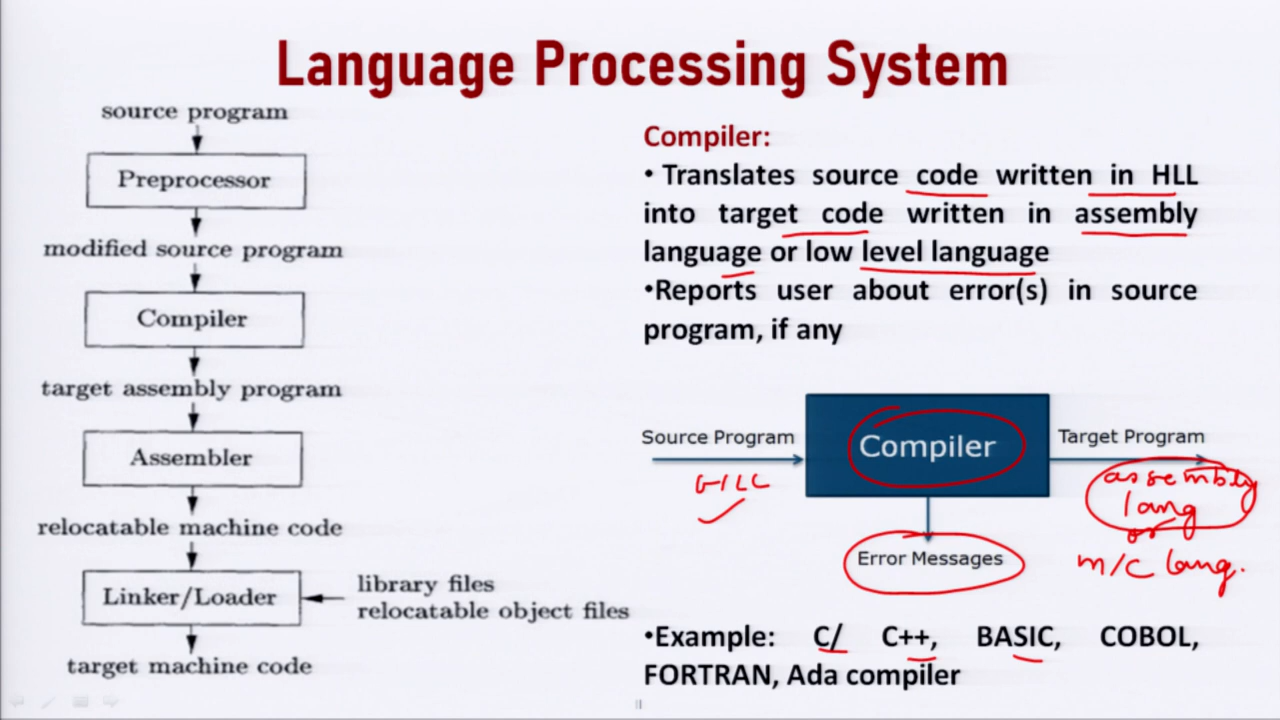 Language Processing System
source program
Preprocessor
modified source program
Compiler
target assembly program
Assembler
relocatable machine code
Linker/Loader
library files
relocatable object files
target machine code
Compiler:
• Translates source code written in HLL
into target code written in assembly
language or low level language
•Reports user about error(s) in source
program, if any
Source Program
Compiler
Target Program
assembly
lang
or
m/c lang.
Error Messages
•Example: C/ C++, BASIC, COBOL,
FORTRAN, Ada compiler